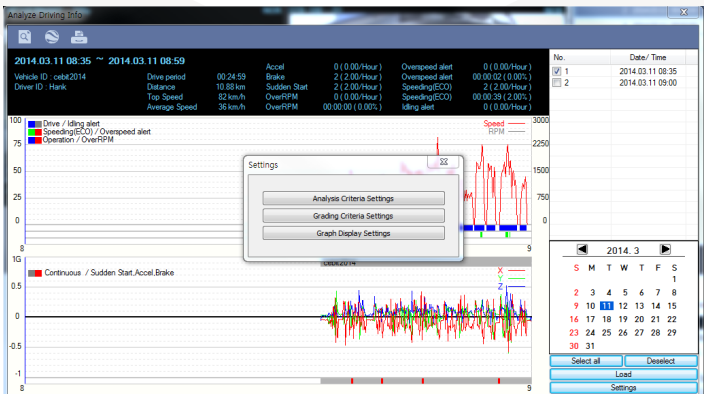 Analyze Driving Info
2014.03.11 08:35 ~ 2014.03.11 08:59
Vehicle ID : cebit2014
Driver ID : Hank
Drive period 00:24:59
Distance 10.88 km
Top Speed 82 km/h
Average Speed 36 km/h
Accel 0 ( 0.00/Hour )
Brake 2 ( 2.00/Hour )
Sudden Start 2 ( 2.00/Hour )
OverRPM 0 ( 0.00/Hour )
OverRPM 00:00:00 ( 0.00% )
Overspeed alert 0 ( 0.00/Hour )
Overspeed alert 00:00:02 ( 0.00% )
Speeding(ECO) 2 ( 2.00/Hour )
Speeding(ECO) 00:00:39 ( 2.00% )
Idling alert 0 ( 0.00/Hour )
No. Date/ Time
1 2014.03.11 08:35
2 2014.03.11 09:00
100
75
50
25
0
Drive / Idling alert
Speeding(ECO) / Overspeed alert
Operation / OverRPM
Speed
RPM
3000
2250
1500
750
0
8 9
Settings
Analysis Criteria Settings
Grading Criteria Settings
Graph Display Settings
cebit2014
1G
0.5
0
-0.5
-1
Continuous / Sudden Start,Accel,Brake
X
Y
Z
8 9
2014. 3
S M T W T F S
1
2 3 4 5 6 7 8
9 10 11 12 13 14 15
16 17 18 19 20 21 22
23 24 25 26 27 28 29
30 31
Select all Deselect
Load
Settings